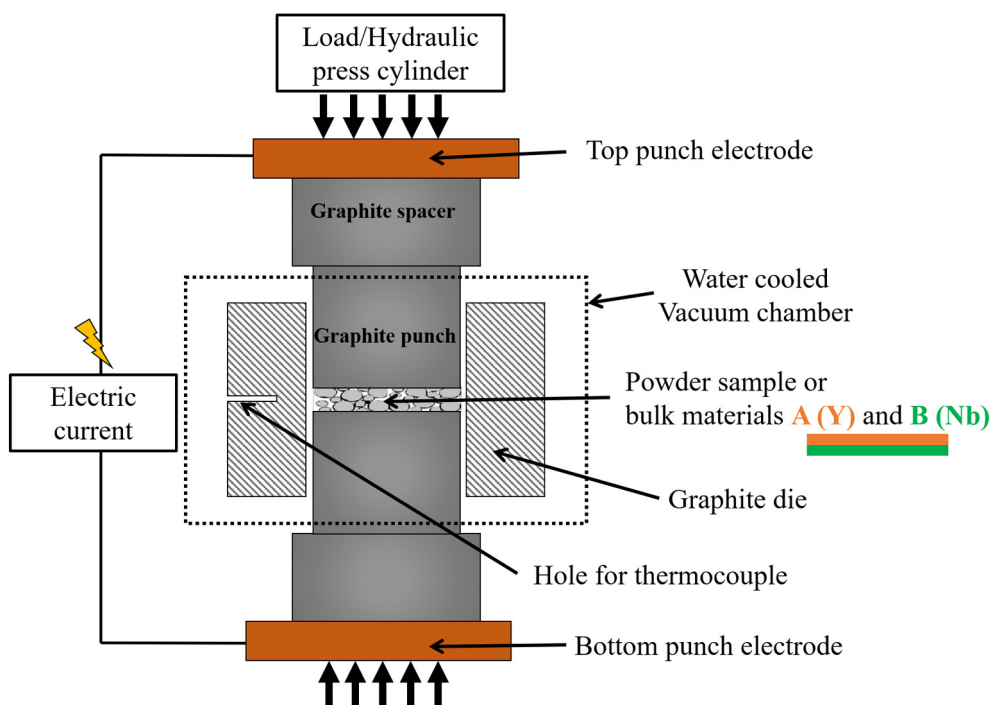 Load/Hydraulic
press cylinder
Top punch electrode
Graphite spacer
Water cooled
Vacuum chamber
Graphite punch
Electric
current
Powder sample or
bulk materials A (Y) and B (Nb)
Graphite die
Hole for thermocouple
Bottom punch electrode